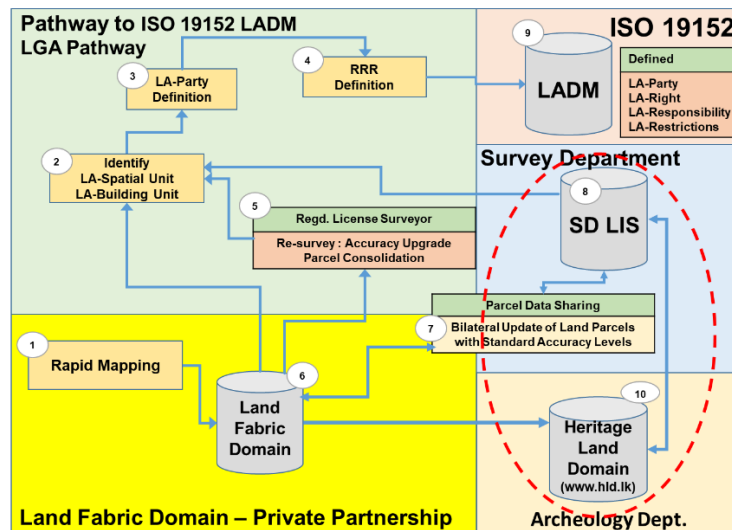 Pathway to ISO 19152 LADM
LGA Pathway
3
LA-Party
Definition
4
RRR
Definition
9
LADM
ISO 19152
Defined
LA-Party
LA-Right
LA-Responsibility
LA-Restrictions
2
Identify
LA-Spatial Unit
LA-Building Unit
5
Regd. License Surveyor
Re-survey : Accuracy Upgrade
Parcel Consolidation
Survey Department
8
SD LIS
Parcel Data Sharing
7
Bilateral Update of Land Parcels
with Standard Accuracy Levels
1
Rapid Mapping
6
Land
Fabric
Domain
10
Heritage
Land
Domain
(www.hld.lk)
Land Fabric Domain – Private Partnership
Archeology Dept.